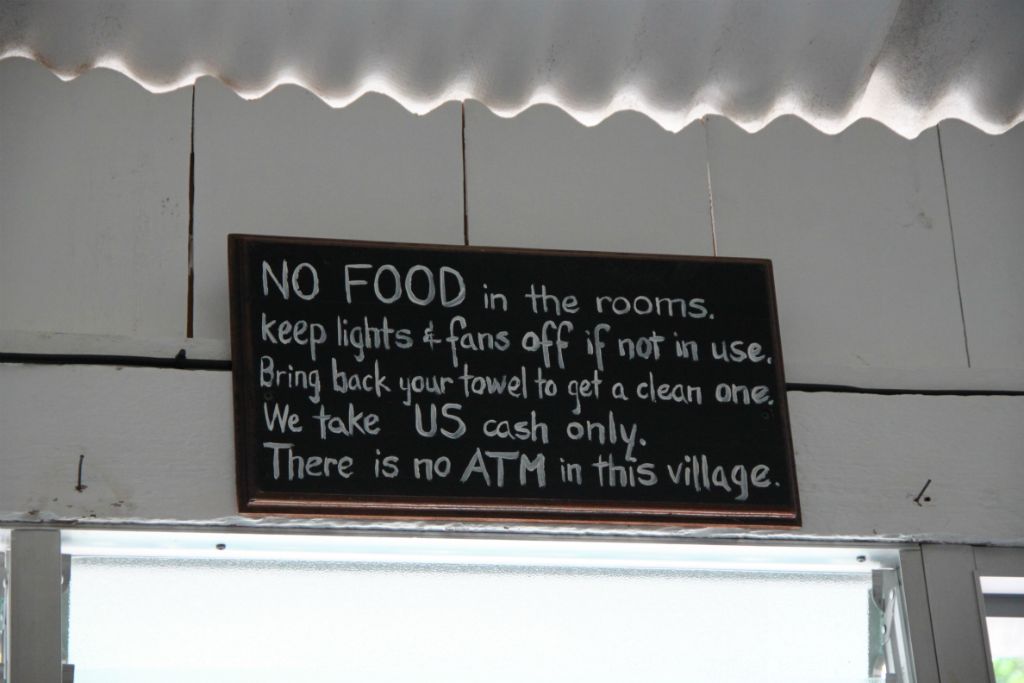 NO FOOD in the rooms.
keep lights & fans off if not in use.
Bring back your towel to get a clean one.
We take US cash only.
There is no ATM in this village.